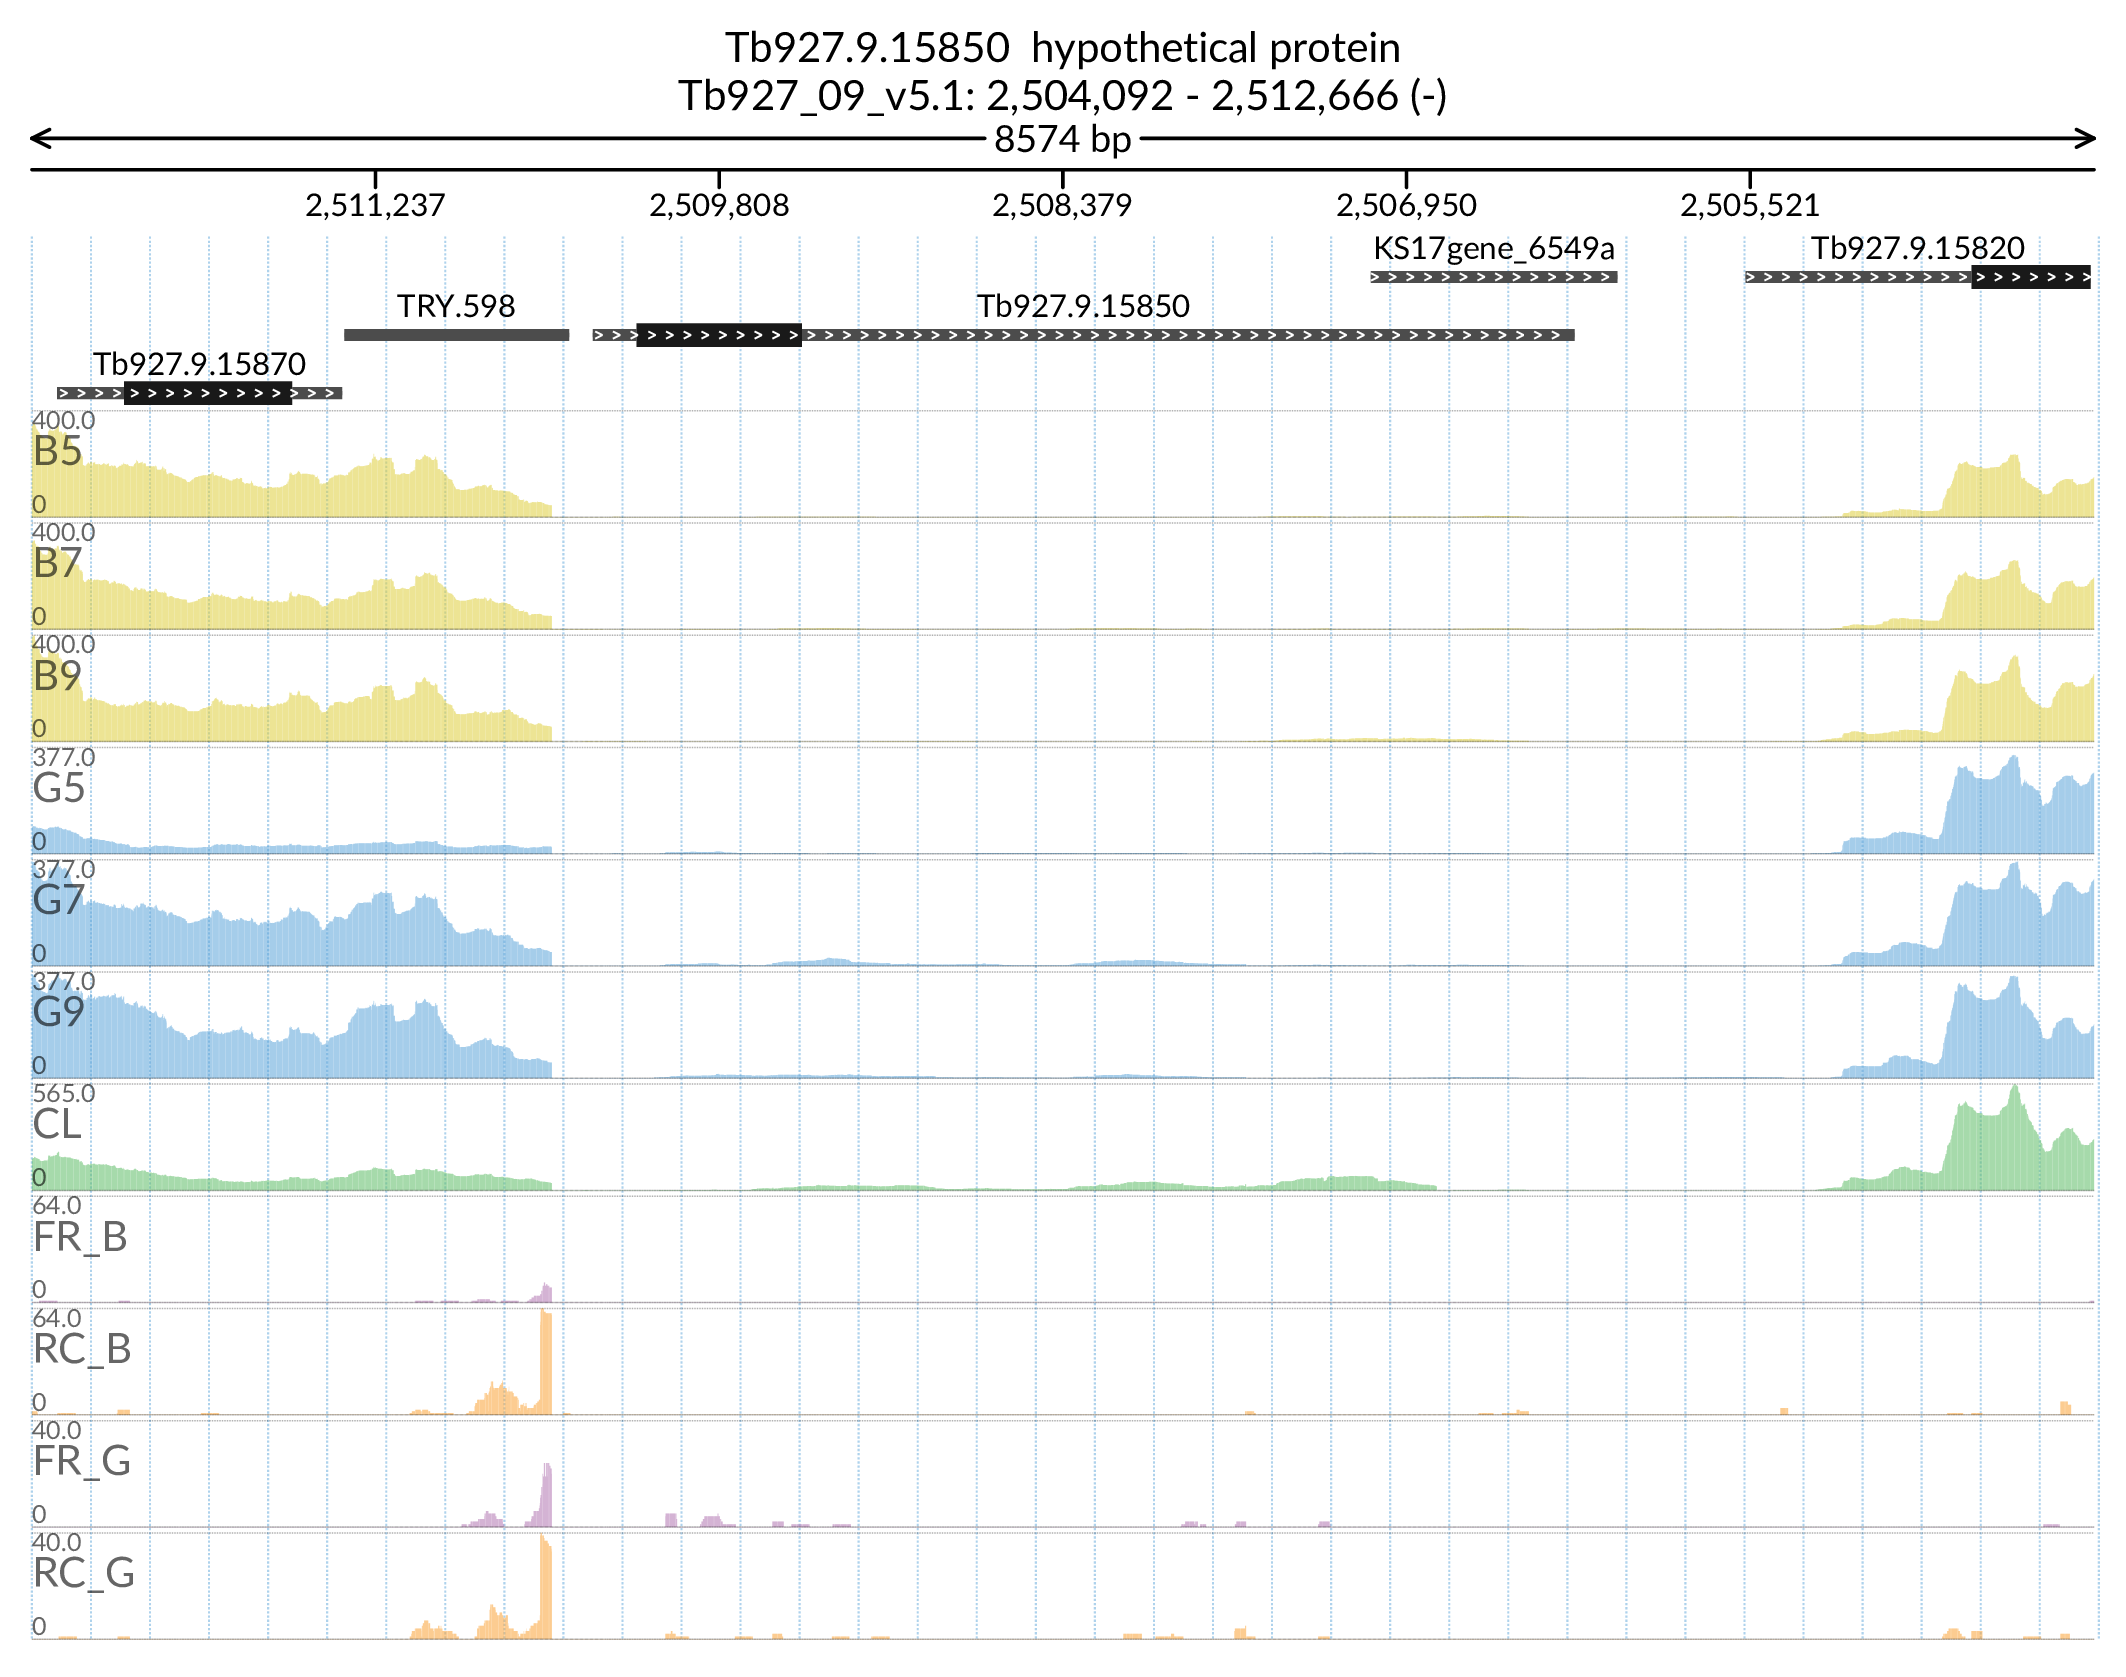 Tb927.9.15850 hypothetical protein
Tb927_09_v5.1: 2,504,092 - 2,512,666 (-)
8574 bp
2,511,237 2,509,808 2,508,379 2,506,950 2,505,521
KS17gene_6549a Tb927.9.15820
TRY.598 Tb927.9.15850
Tb927.9.15870
400.0
B5
0
400.0
B7
0
400.0
B9
0
377.0
G5
0
377.0
G7
0
377.0
G9
0
565.0
CL
0
64.0
FR_B
0
64.0
RC_B
0
40.0
FR_G
0
40.0
RC_G
0